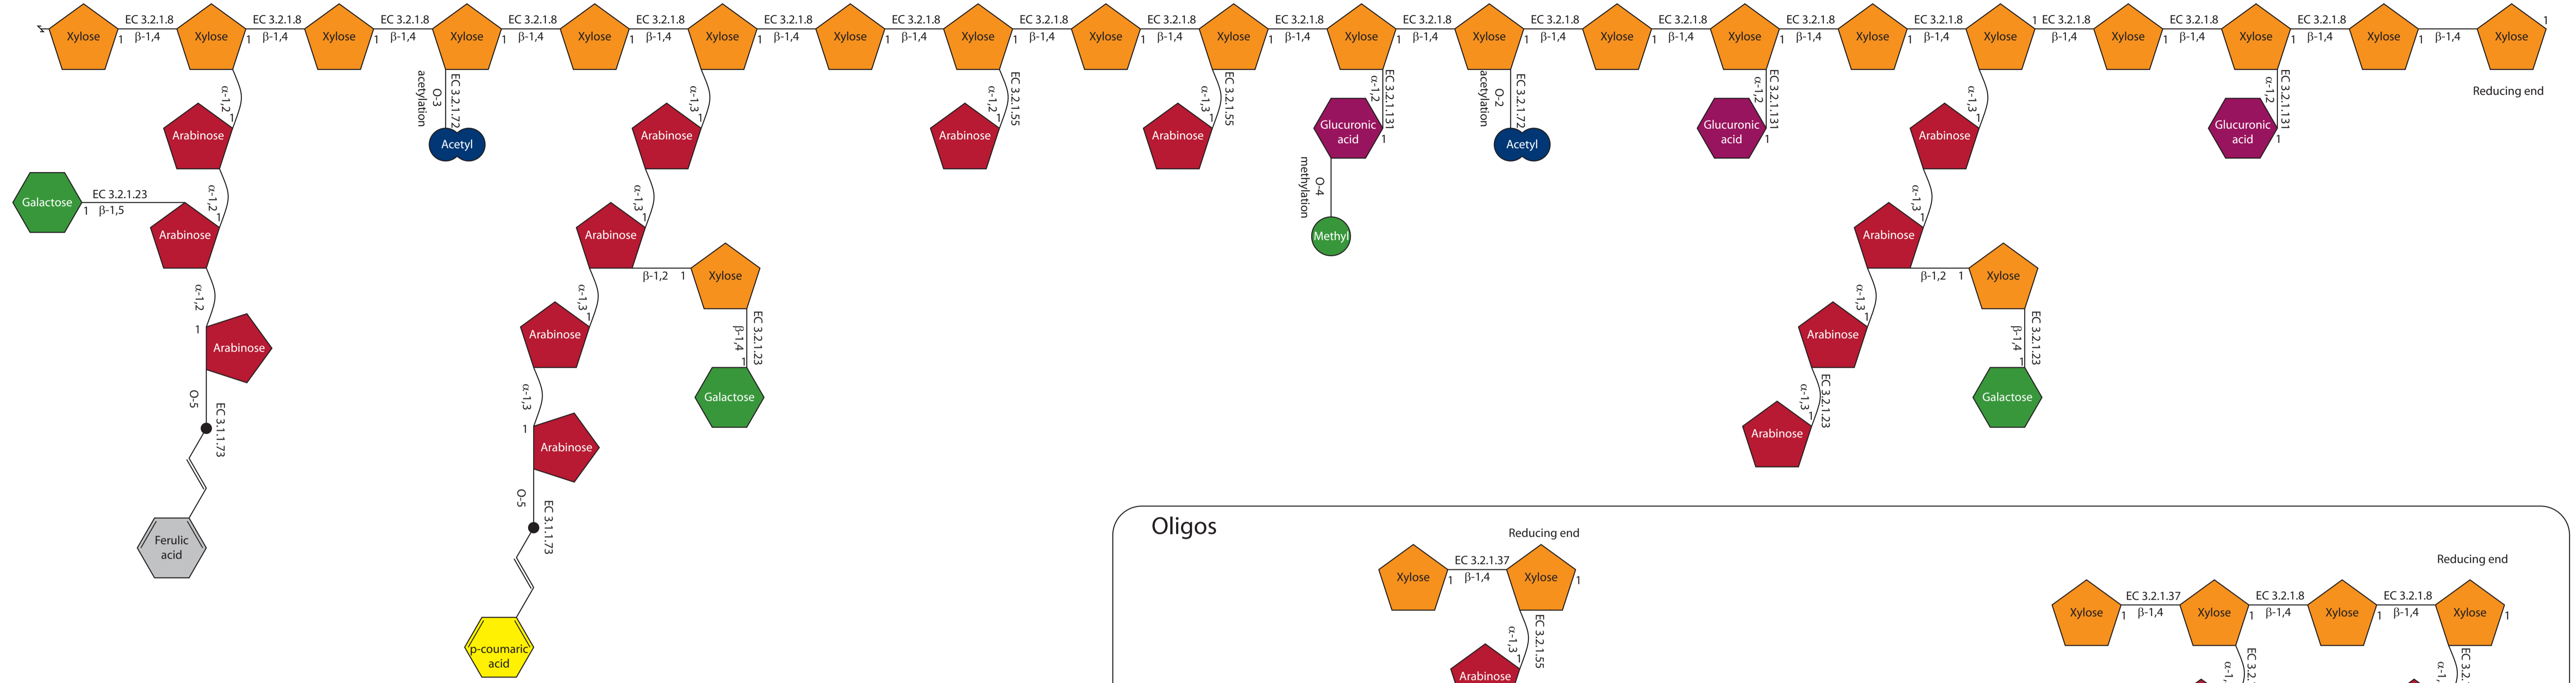 EC 3.2.1.8 EC 3.2.1.8 EC 3.2.1.8 EC 3.2.1.8 EC 3.2.1.8 EC 3.2.1.8 EC 3.2.1.8 EC 3.2.1.8 EC 3.2.1.8 EC 3.2.1.8 EC 3.2.1.8 EC 3.2.1.8 EC 3.2.1.8 EC 3.2.1.8 EC 3.2.1.8 1 EC 3.2.1.8 EC 3.2.1.8 EC 3.2.1.8 1
Xylose 1 β-1,4 Xylose 1 β-1,4 Xylose 1 β-1,4 Xylose 1 β-1,4 Xylose 1 β-1,4 Xylose 1 β-1,4 Xylose 1 β-1,4 Xylose 1 β-1,4 Xylose 1 β-1,4 Xylose 1 β-1,4 Xylose 1 β-1,4 Xylose 1 β-1,4 Xylose 1 β-1,4 Xylose 1 β-1,4 Xylose 1 β-1,4 Xylose β-1,4 Xylose 1 β-1,4 Xylose 1 β-1,4 Xylose 1 β-1,4 Xylose
Reducing end
α-1,2
1
Arabinose
α-1,2
1
Galactose
1
EC 3.2.1.23
β-1,5
Arabinose
α-1,2
1
Arabinose
O-5
EC 3.1.1.73
Ferulic
acid
EC 3.2.1.72
O-3
acetylation
Acetyl
α-1,3
1
Arabinose
α-1,3
1
Arabinose
β-1,2
1
Xylose
EC 3.2.1.23
β-1,4
1
Galactose
α-1,3
1
Arabinose
α-1,3
1
Arabinose
O-5
EC 3.1.1.73
p-coumaric
acid
EC 3.2.1.55
α-1,2
1
Arabinose
EC 3.2.1.55
α-1,3
1
Arabinose
EC 3.2.1.131
α-1,2
1
Glucuronic
acid
O-4
methylation
Methyl
EC 3.2.1.72
O-2
acetylation
Acetyl
EC 3.2.1.131
α-1,2
1
Glucuronic
acid
α-1,3
1
Arabinose
α-1,3
1
Arabinose
β-1,2
1
Xylose
EC 3.2.1.23
β-1,4
1
Galactose
α-1,3
1
Arabinose
EC 3.2.1.23
α-1,3
1
Arabinose
EC 3.2.1.131
α-1,2
1
Glucuronic
acid
Oligos
Reducing end
EC 3.2.1.37
Xylose 1 β-1,4 Xylose 1
EC 3.2.1.55
α-1,3
1
Arabinose
Reducing end
EC 3.2.1.37 EC 3.2.1.8 EC 3.2.1.8
Xylose 1 β-1,4 Xylose 1 β-1,4 Xylose 1 β-1,4 Xylose 1
EC 3.2.
α-1,
EC 3.2.
α-1,